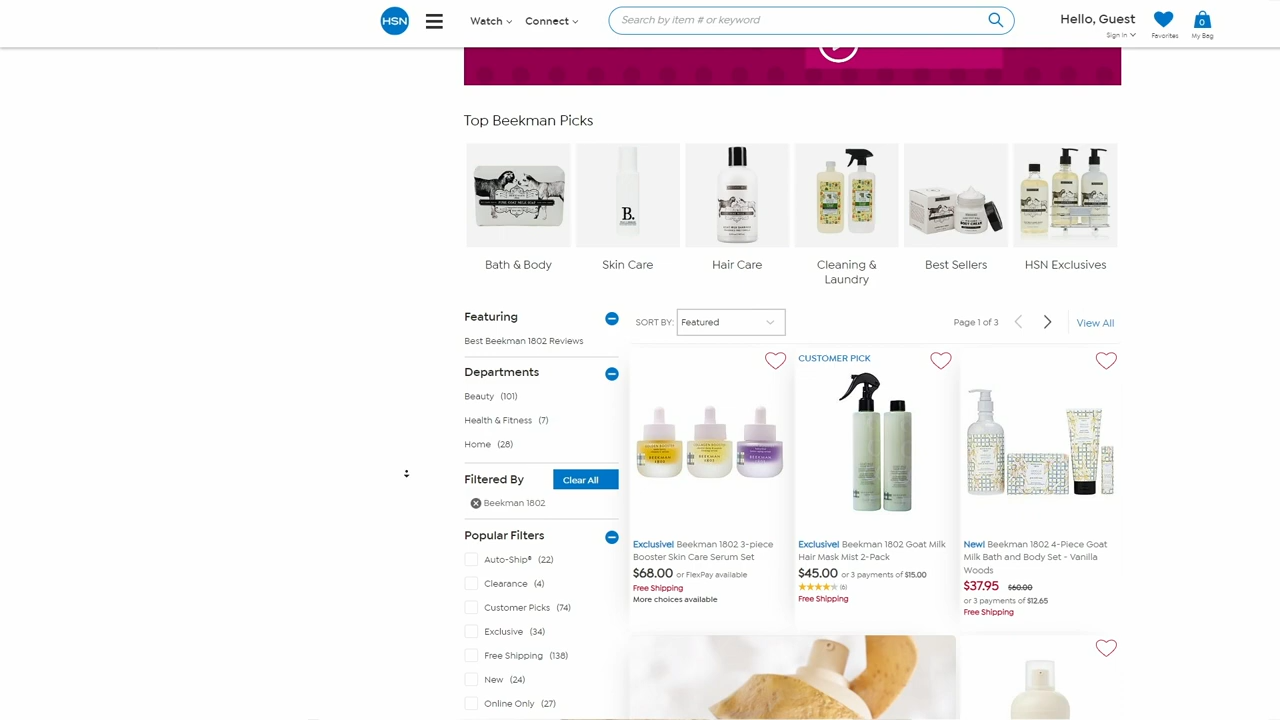 HSN
Watch
Connect
Search by item # or keyword
Hello, Guest
Sign In
Favorites
0
My Bag
Top Beekman Picks
B.
Bath & Body
Skin Care
Hair Care
Cleaning &
Laundry
Best Sellers
HSN Exclusives
Featuring
Best Beekman 1802 Reviews
Departments
Beauty (101)
Health & Fitness (7)
Home (28)
Filtered By
Clear All
Beekman 1802
Popular Filters
Auto-Ship® (22)
Clearance (4)
Customer Picks (74)
Exclusive (34)
Free Shipping (138)
New (24)
Online Only (27)
SORT BY:
Featured
Page 1 of 3
View All
BEEKMAN
1802
BEEKMAN
1802
BEEKMAN
1802
Exclusive! Beekman 1802 3-piece
Booster Skin Care Serum Set
$68.00 or FlexPay available
Free Shipping
More choices available
CUSTOMER PICK
Exclusive! Beekman 1802 Goat Milk
Hair Mask Mist 2-Pack
$45.00 or 3 payments of $15.00
(6)
Free Shipping
New! Beekman 1802 4-Piece Goat
Milk Bath and Body Set - Vanilla
Woods
$37.95 $60.00
or 3 payments of $12.65
Free Shipping